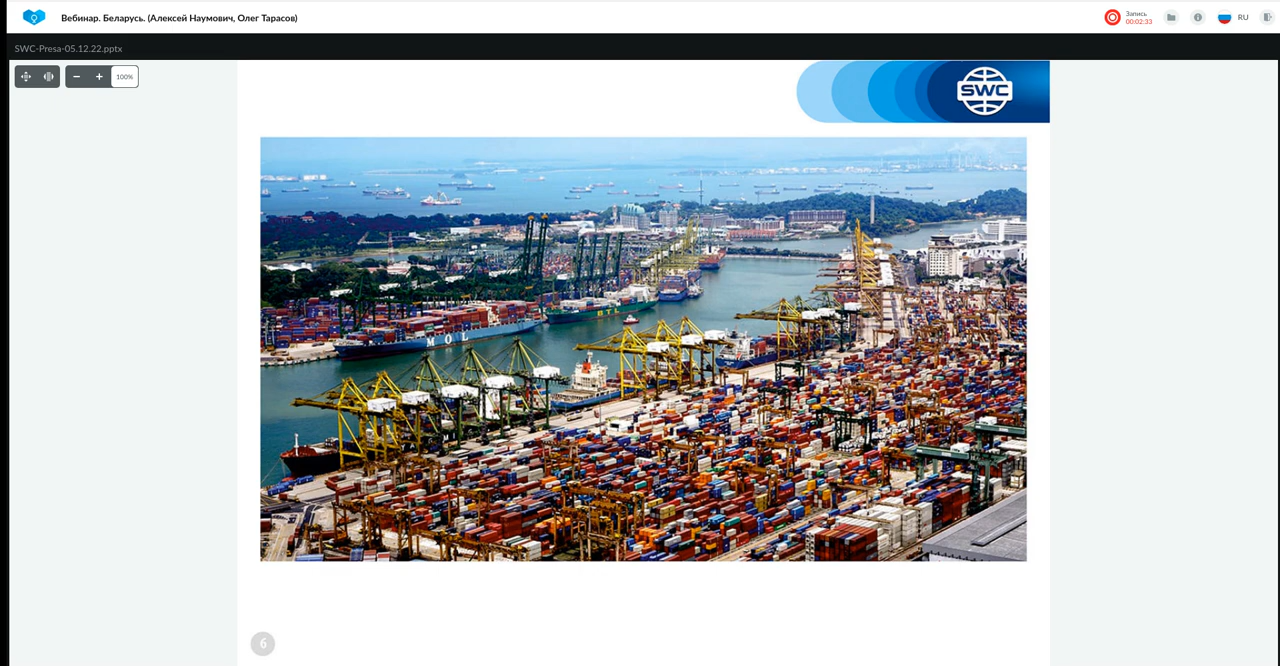 Вебинар. Беларусь. (Алексей Наумович, Олег Тарасов)
Запись
00:02:33
RU
SWC-Presa-05.12.22.pptx
100%
SWC
MOL
6